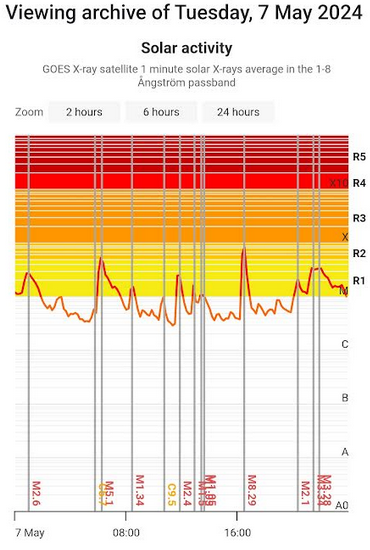 Viewing archive of Tuesday, 7 May 2024
Solar activity
GOES X-ray satellite 1 minute solar X-rays average in the 1-8
Ångström passband
Zoom 2 hours 6 hours 24 hours
R5
X10 R4
R3
X
R2
R1
M
C
B
A
A0
M2.6
M5.1
M1.34
C9.5
M2.4
M8.29
M2.1
7 May 08:00 16:00